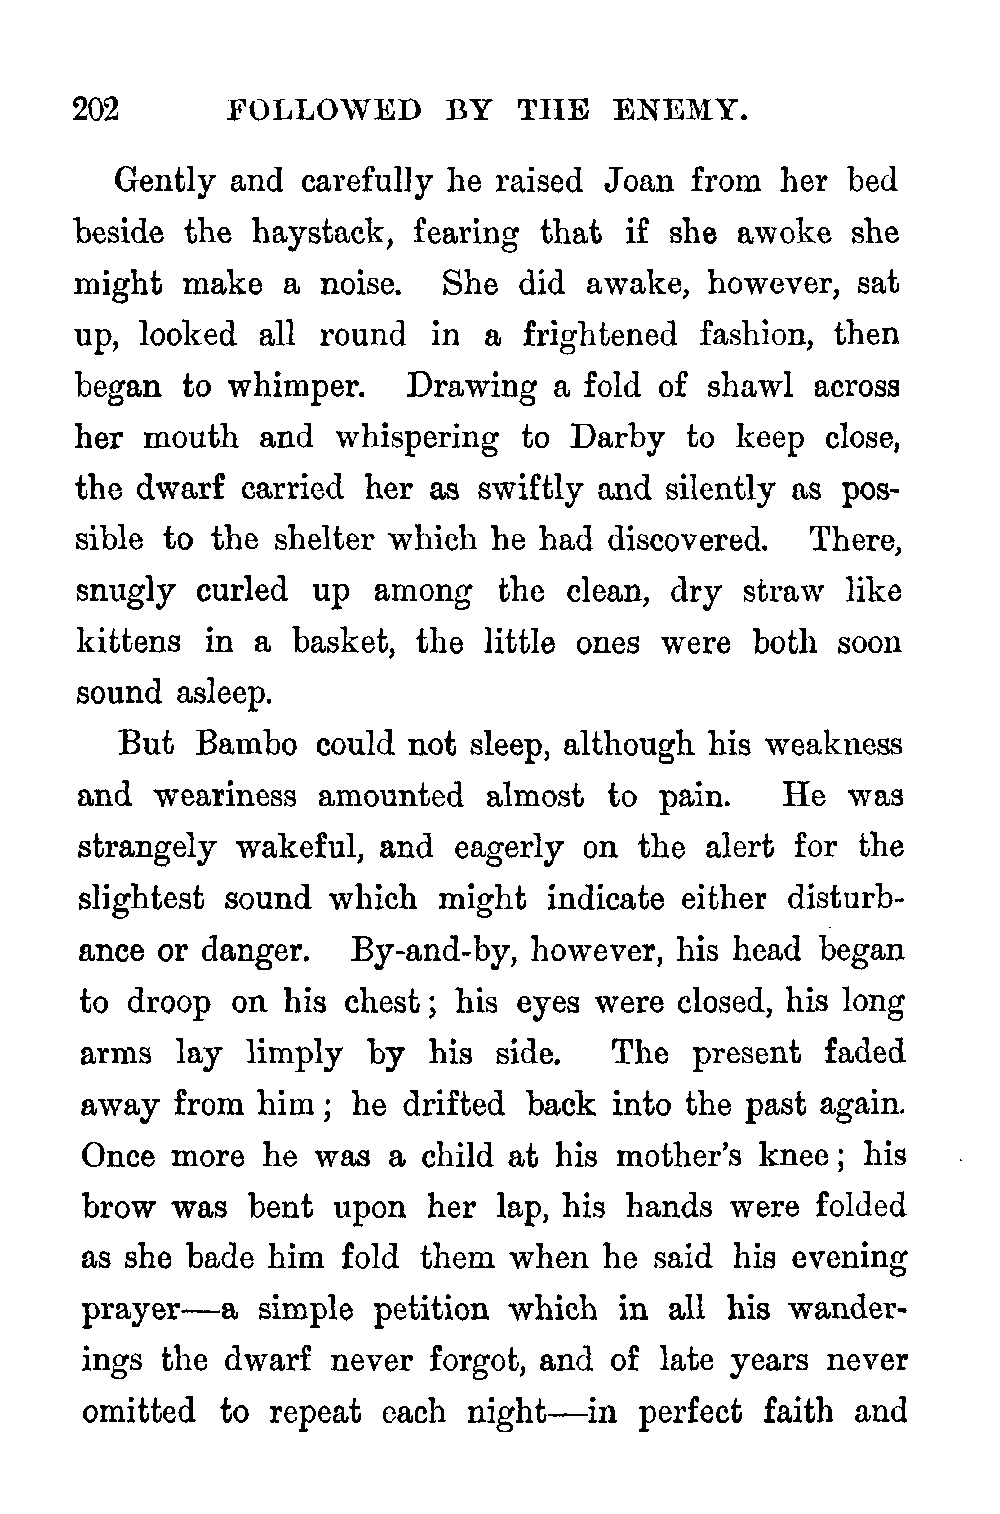 202 FOLLOWED BY THE ENEMY.
Gently and carefully he raised Joan from her bed
beside the haystack, fearing that if she awoke she
might make a noise. She did awake, however, sat
up, looked all round in a frightened fashion, then
began to whimper. Drawing a fold of shawl across
her mouth and whispering to Darby to keep close,
the dwarf carried her as swiftly and silently as pos-
sible to the shelter which he had discovered. There,
snugly curled up among the clean, dry straw like
kittens in a basket, the little ones were both soon
sound asleep.
But Bambo could not sleep, although his weakness
and weariness amounted almost to pain. He was
strangely wakeful, and eagerly on the alert for the
slightest sound which might indicate either disturb-
ance or danger. By-and-by, however, his head began
to droop on his chest; his eyes were closed, his long
arms lay limply by his side. The present faded
away from him; he drifted back into the past again.
Once more he was a child at his mother's knee; his
brow was bent upon her lap, his hands were folded
as she bade him fold them when he said his evening
prayer—a simple petition which in all his wander-
ings the dwarf never forgot, and of late years never
omitted to repeat each night—in perfect faith and